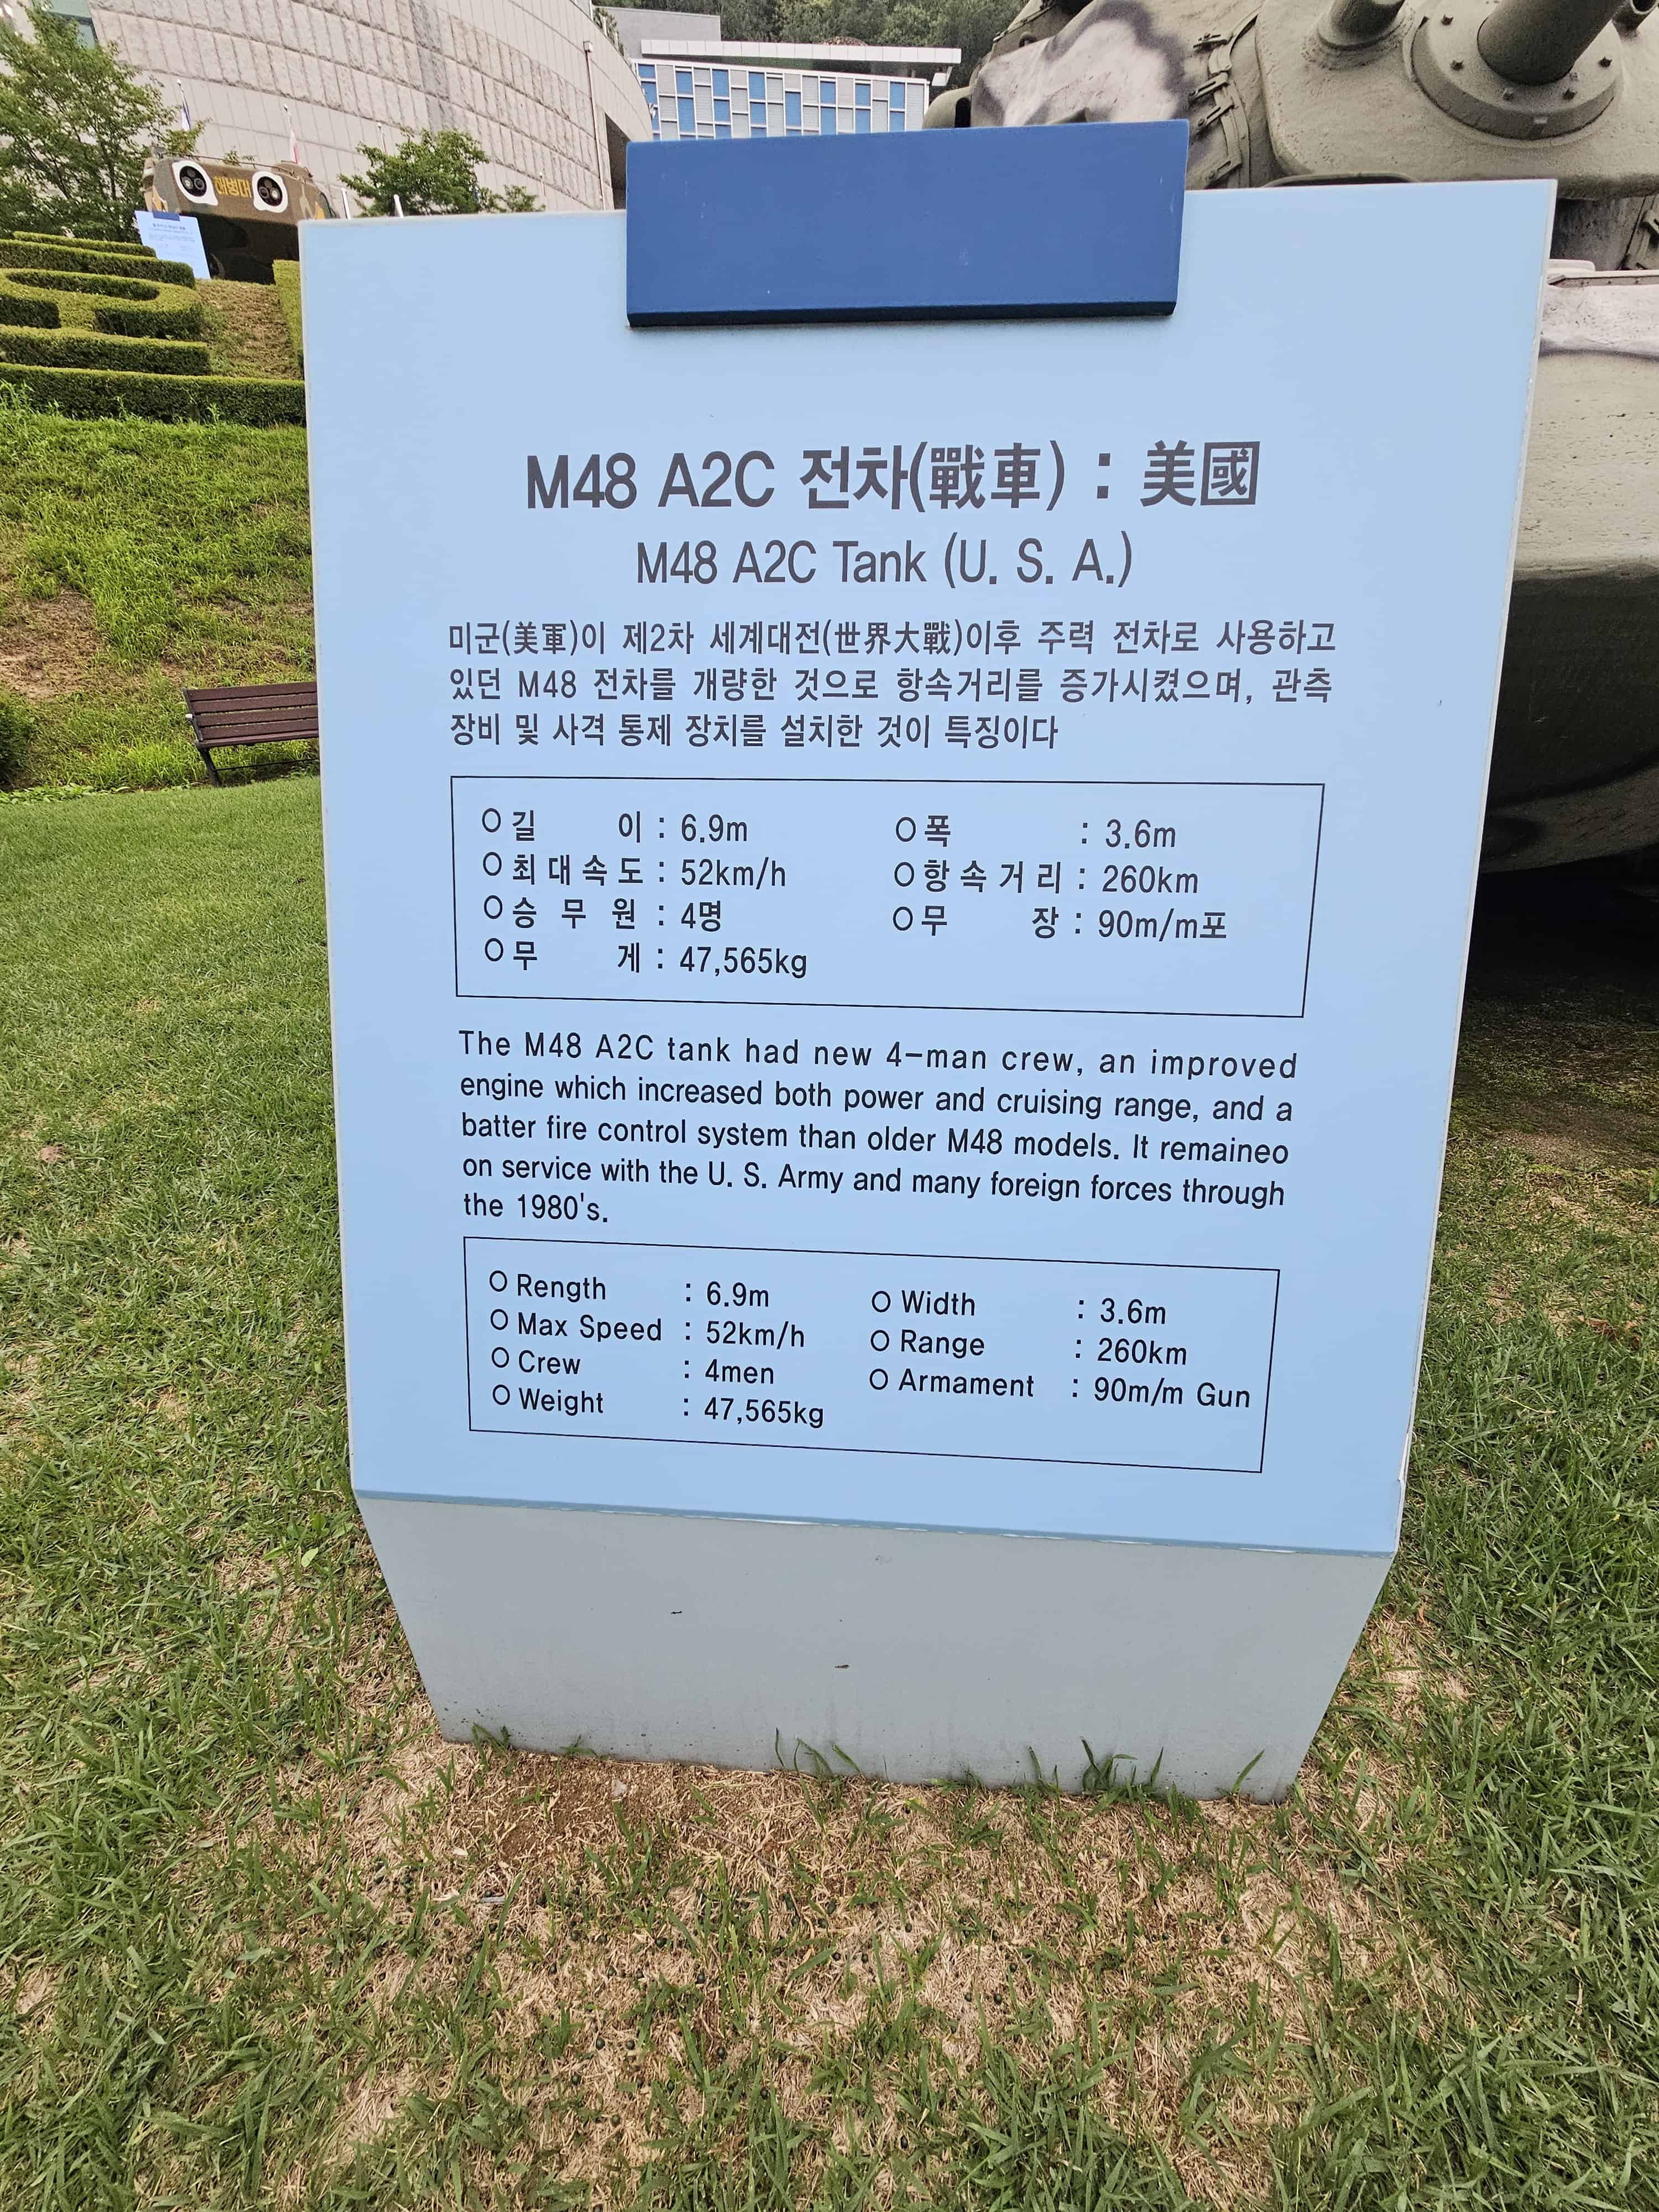 해병대
M48 A2C 전차(戰車) : 美國
M48 A2C Tank (U. S. A.)
미군(美軍)이 제2차 세계대전(世界大戰)이후 주력 전차로 사용하고
있던 M48 전차를 개량한 것으로 항속거리를 증가시켰으며, 관측
장비 및 사격 통제 장치를 설치한 것이 특징이다
○ 길 이 : 6.9m ○ 폭 : 3.6m
○ 최대속도 : 52km/h ○ 항속거리 : 260km
○ 승무원 : 4명 ○ 무 장 : 90m/m포
○ 무 게 : 47,565kg
The M48 A2C tank had new 4-man crew, an improved
engine which increased both power and cruising range, and a
batter fire control system than older M48 models. It remaineo
on service with the U. S. Army and many foreign forces through
the 1980's.
○ Rength : 6.9m ○ Width : 3.6m
○ Max Speed : 52km/h ○ Range : 260km
○ Crew : 4men ○ Armament : 90m/m Gun
○ Weight : 47,565kg